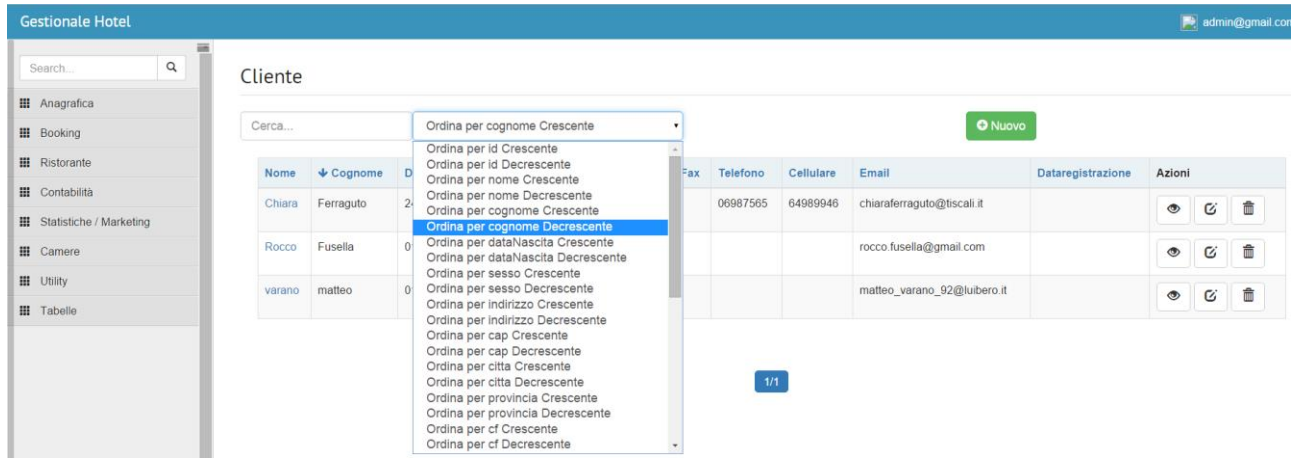 Gestionale Hotel
admin@gmail.com
Search...
Anagrafica
Booking
Ristorante
Contabilità
Statistiche / Marketing
Camere
Utility
Tabelle
Cliente
Cerca...
Ordina per cognome Crescente
Nuovo
Ordina per id Crescente
Ordina per id Decrescente
Ordina per nome Crescente
Ordina per nome Decrescente
Ordina per cognome Crescente
Ordina per cognome Decrescente
Ordina per dataNascita Crescente
Ordina per dataNascita Decrescente
Ordina per sesso Crescente
Ordina per sesso Decrescente
Ordina per indirizzo Crescente
Ordina per indirizzo Decrescente
Ordina per cap Crescente
Ordina per cap Decrescente
Ordina per citta Crescente
Ordina per citta Decrescente
Ordina per provincia Crescente
Ordina per provincia Decrescente
Ordina per cf Crescente
Ordina per cf Decrescente
Nome Cognome D Fax Telefono Cellulare Email Dataregistrazione Azioni
Chiara Ferraguto 2 06987565 64989946 chiaraferraguto@tiscali.it
Rocco Fusella 0 rocco.fusella@gmail.com
varano matteo 0 matteo_varano_92@luibero.it
1/1